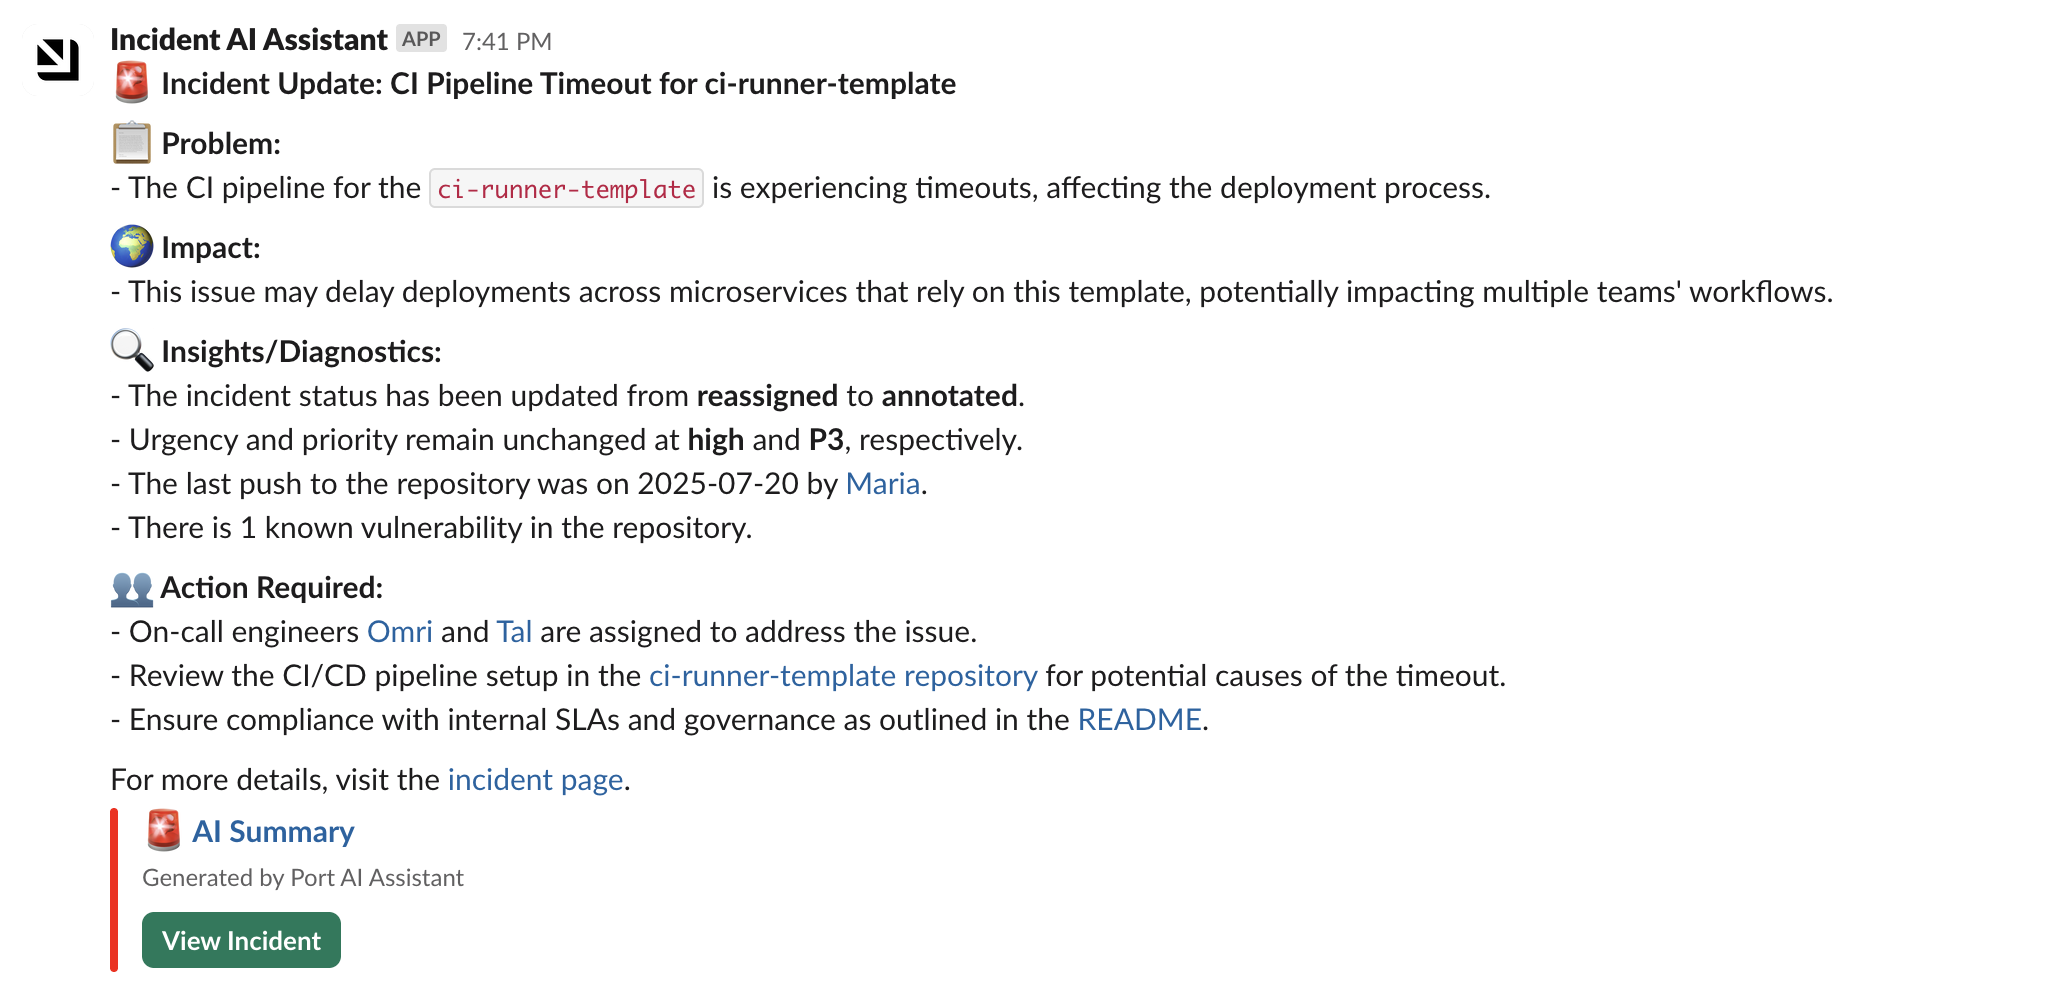 Incident AI Assistant APP 7:41 PM
Incident Update: CI Pipeline Timeout for ci-runner-template
Problem:
- The CI pipeline for the ci-runner-template is experiencing timeouts, affecting the deployment process.
Impact:
- This issue may delay deployments across microservices that rely on this template, potentially impacting multiple teams' workflows.
Insights/Diagnostics:
- The incident status has been updated from reassigned to annotated.
- Urgency and priority remain unchanged at high and P3, respectively.
- The last push to the repository was on 2025-07-20 by Maria.
- There is 1 known vulnerability in the repository.
Action Required:
- On-call engineers Omri and Tal are assigned to address the issue.
- Review the CI/CD pipeline setup in the ci-runner-template repository for potential causes of the timeout.
- Ensure compliance with internal SLAs and governance as outlined in the README.
For more details, visit the incident page.
AI Summary
Generated by Port AI Assistant
View Incident